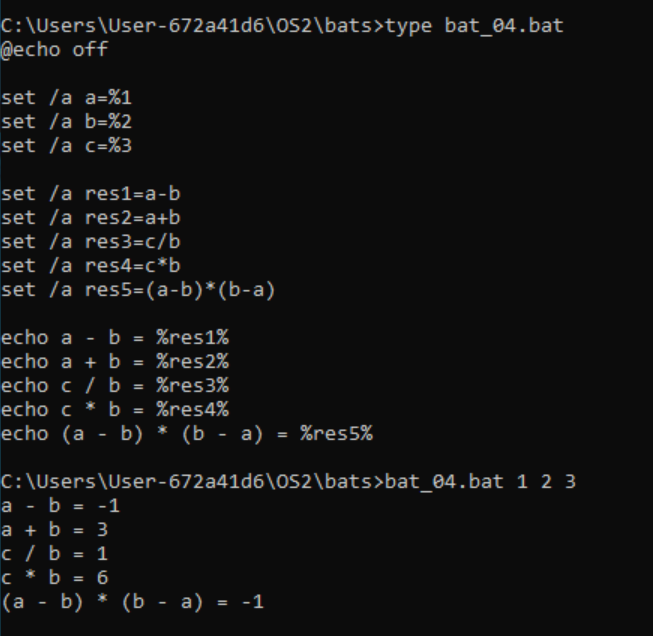 C:\Users\User-672a41d6\OS2\bats>type bat_04.bat
@echo off
set /a a=%1
set /a b=%2
set /a c=%3
set /a res1=a-b
set /a res2=a+b
set /a res3=c/b
set /a res4=c*b
set /a res5=(a-b)*(b-a)
echo a - b = %res1%
echo a + b = %res2%
echo c / b = %res3%
echo c * b = %res4%
echo (a - b) * (b - a) = %res5%
C:\Users\User-672a41d6\OS2\bats>bat_04.bat 1 2 3
a - b = -1
a + b = 3
c / b = 1
c * b = 6
(a - b) * (b - a) = -1